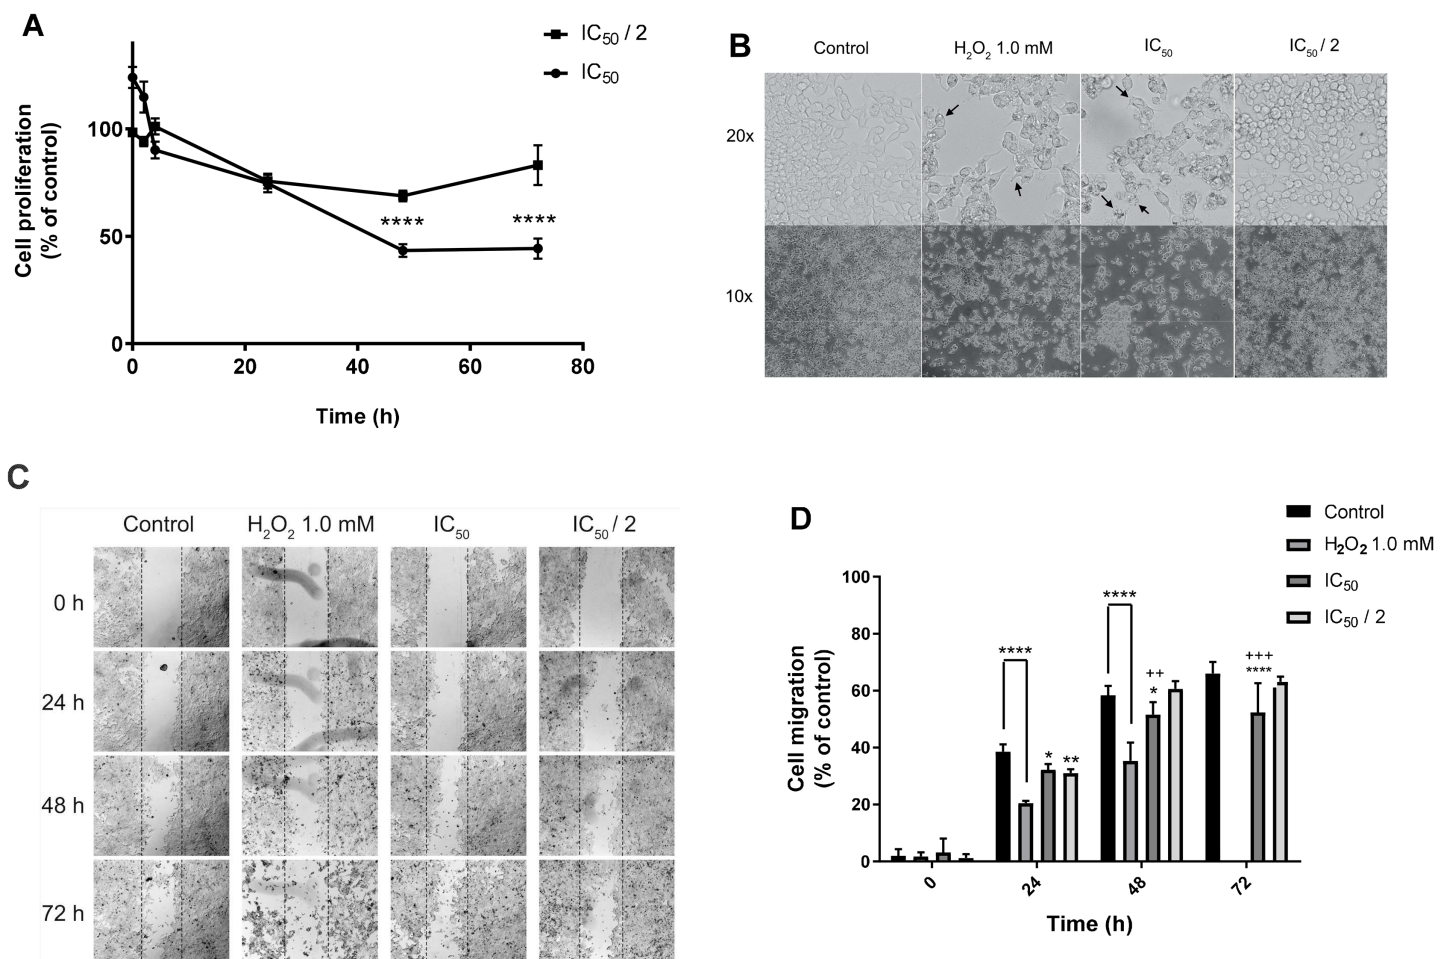 A
IC50 / 2
IC50
Cell proliferation
(% of control)
100
50
0
****
****
0
20
40
60
80
Time (h)
B
Control
H2O2 1.0 mM
IC50
IC50 / 2
20x
10x
C
Control
H2O2 1.0 mM
IC50
IC50 / 2
0 h
24 h
48 h
72 h
D
Control
H2O2 1.0 mM
IC50
IC50 / 2
Cell migration
(% of control)
100
80
60
40
20
0
****
*
**
****
++
*
+++
****
0
24
48
72
Time (h)